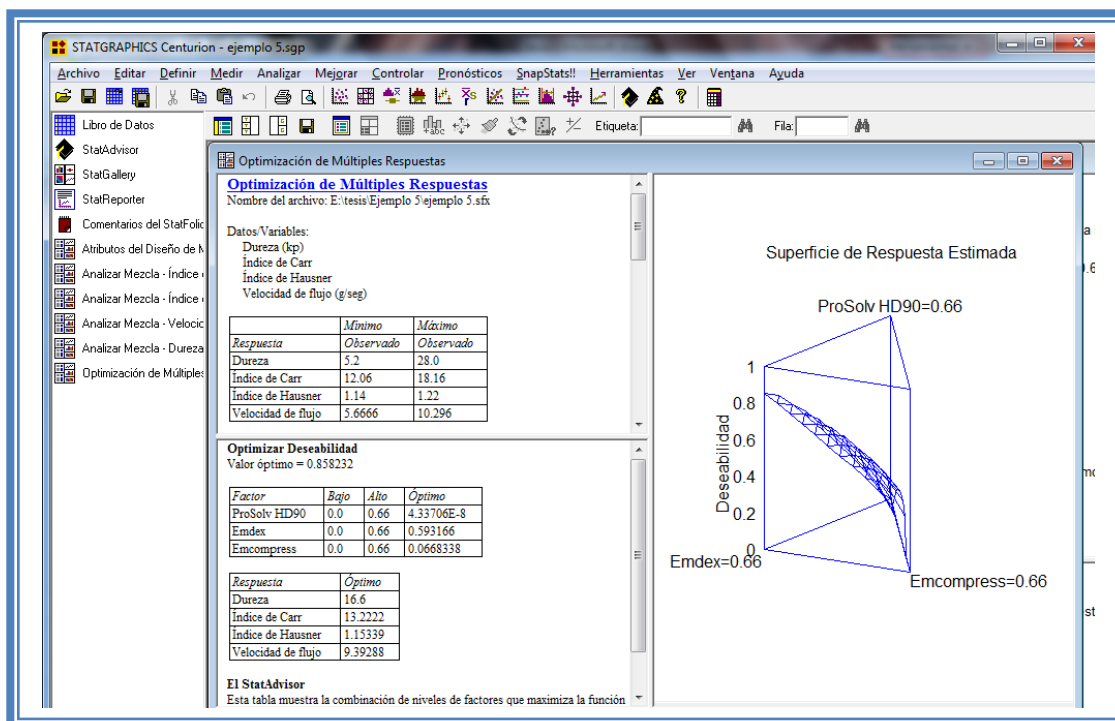 STATGRAPHICS Centurion - ejemplo 5.sgp
Archivo Editar Definir Medir Analizar Mejorar Controlar Pronósticos SnapStats!! Herramientas Ver Ventana Ayuda
Etiqueta: Fila:
Libro de Datos
StatAdvisor
StatGallery
StatReporter
Comentarios del StatFolio
Atributos del Diseño de M
Analizar Mezcla - Índice
Analizar Mezcla - Índice
Analizar Mezcla - Velocic
Analizar Mezcla - Dureza
Optimización de Múltiples
Optimización de Múltiples Respuestas
Optimización de Múltiples Respuestas
Nombre del archivo: E:\tesis\Ejemplo 5\ejemplo 5.sfx
Datos/Variables:
Dureza (kp)
Índice de Carr
Índice de Hausner
Velocidad de flujo (g/seg)
Mínimo Máximo
Respuesta Observado Observado
Dureza 5.2 28.0
Índice de Carr 12.06 18.16
Índice de Hausner 1.14 1.22
Velocidad de flujo 5.6666 10.296
Optimizar Deseabilidad
Valor óptimo = 0.858232
Factor Bajo Alto Óptimo
ProSolv HD90 0.0 0.66 4.33706E-8
Emdex 0.0 0.66 0.593166
Emcompress 0.0 0.66 0.0668338
Respuesta Óptimo
Dureza 16.6
Índice de Carr 13.2222
Índice de Hausner 1.15339
Velocidad de flujo 9.39288
El StatAdvisor
Esta tabla muestra la combinación de niveles de factores que maximiza la función
Superficie de Respuesta Estimada
ProSolv HD90=0.66
1
0.8
0.6
0.4
0.2
0
Deseabilidad
Emdex=0.66
Emcompress=0.66